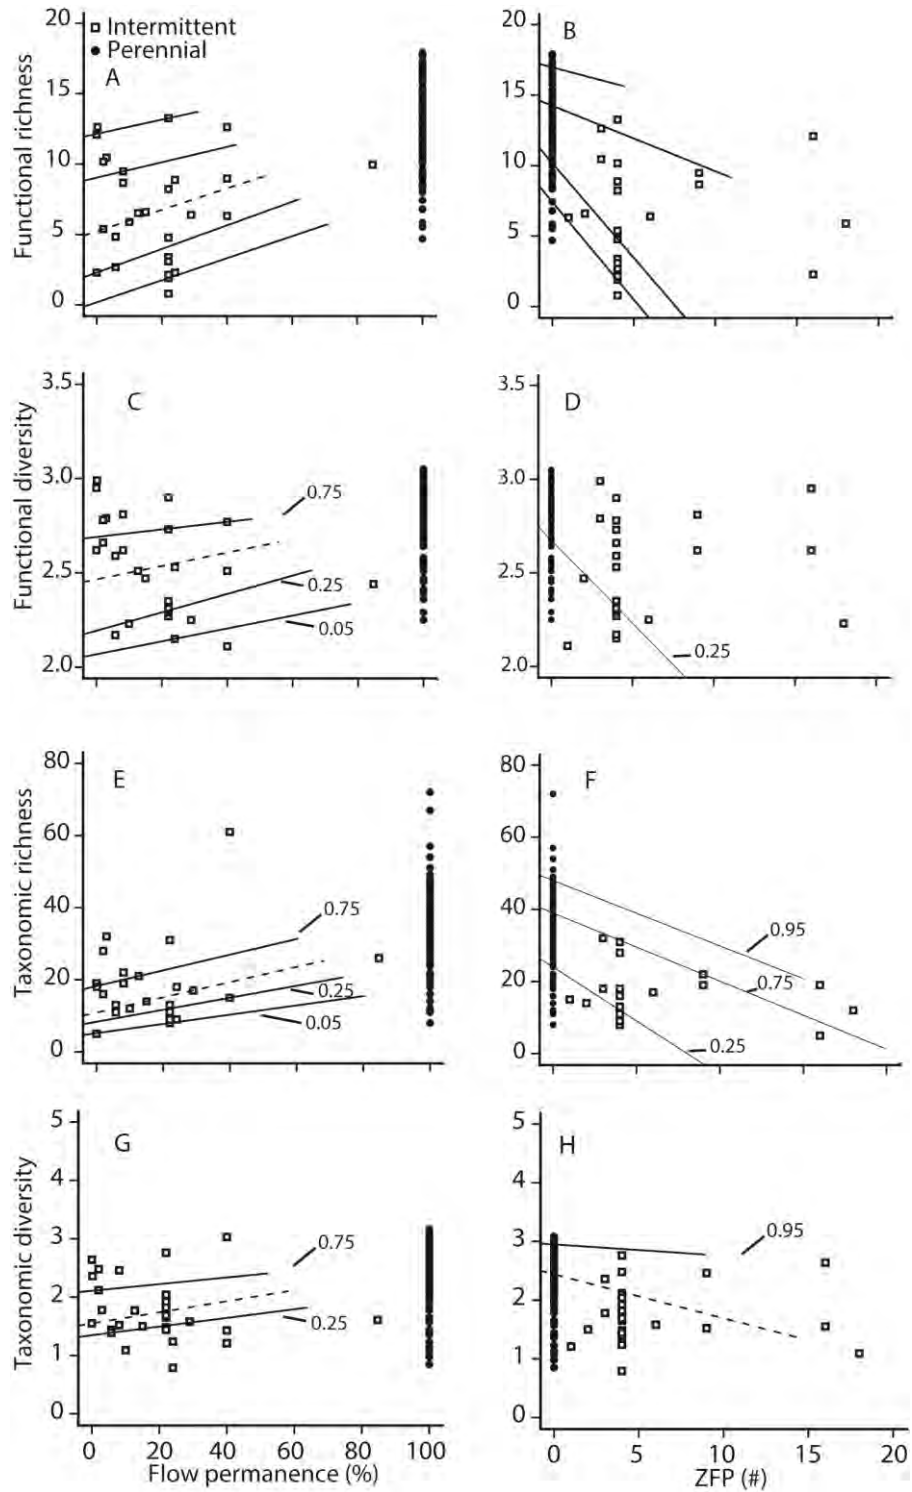 Intermittent
Perennial
A
Functional richness
20
15
10
5
0
B
20
15
10
5
0
C
Functional diversity
3.5
3.0
2.5
2.0
0.75
0.25
0.05
D
3.5
3.0
2.5
2.0
0.25
E
Taxonomic richness
80
60
40
20
0
0.75
0.25
0.05
F
80
60
40
20
0
0.95
0.75
0.25
G
Taxonomic diversity
5
4
3
2
1
0
0.75
0.25
0 20 40 60 80 100
Flow permanence (%)
H
5
4
3
2
1
0
0.95
0 5 10 15 20
ZFP (#)